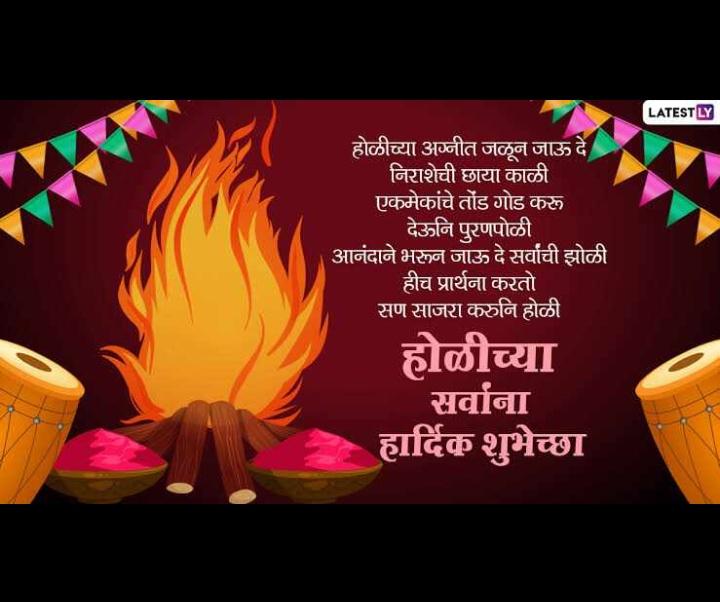 LATESTLY
होळीच्या अग्नीत जळून जाऊ दे
निराशेची छाया काळी
एकमेकांचे तोंड गोड करू
देऊनि पुरणपोळी
आनंदाने भरून जाऊ दे सर्वांची झोळी
हीच प्रार्थना करतो
सण साजरा करुनि होळी
होळीच्या
सर्वांना
हार्दिक शुभेच्छा